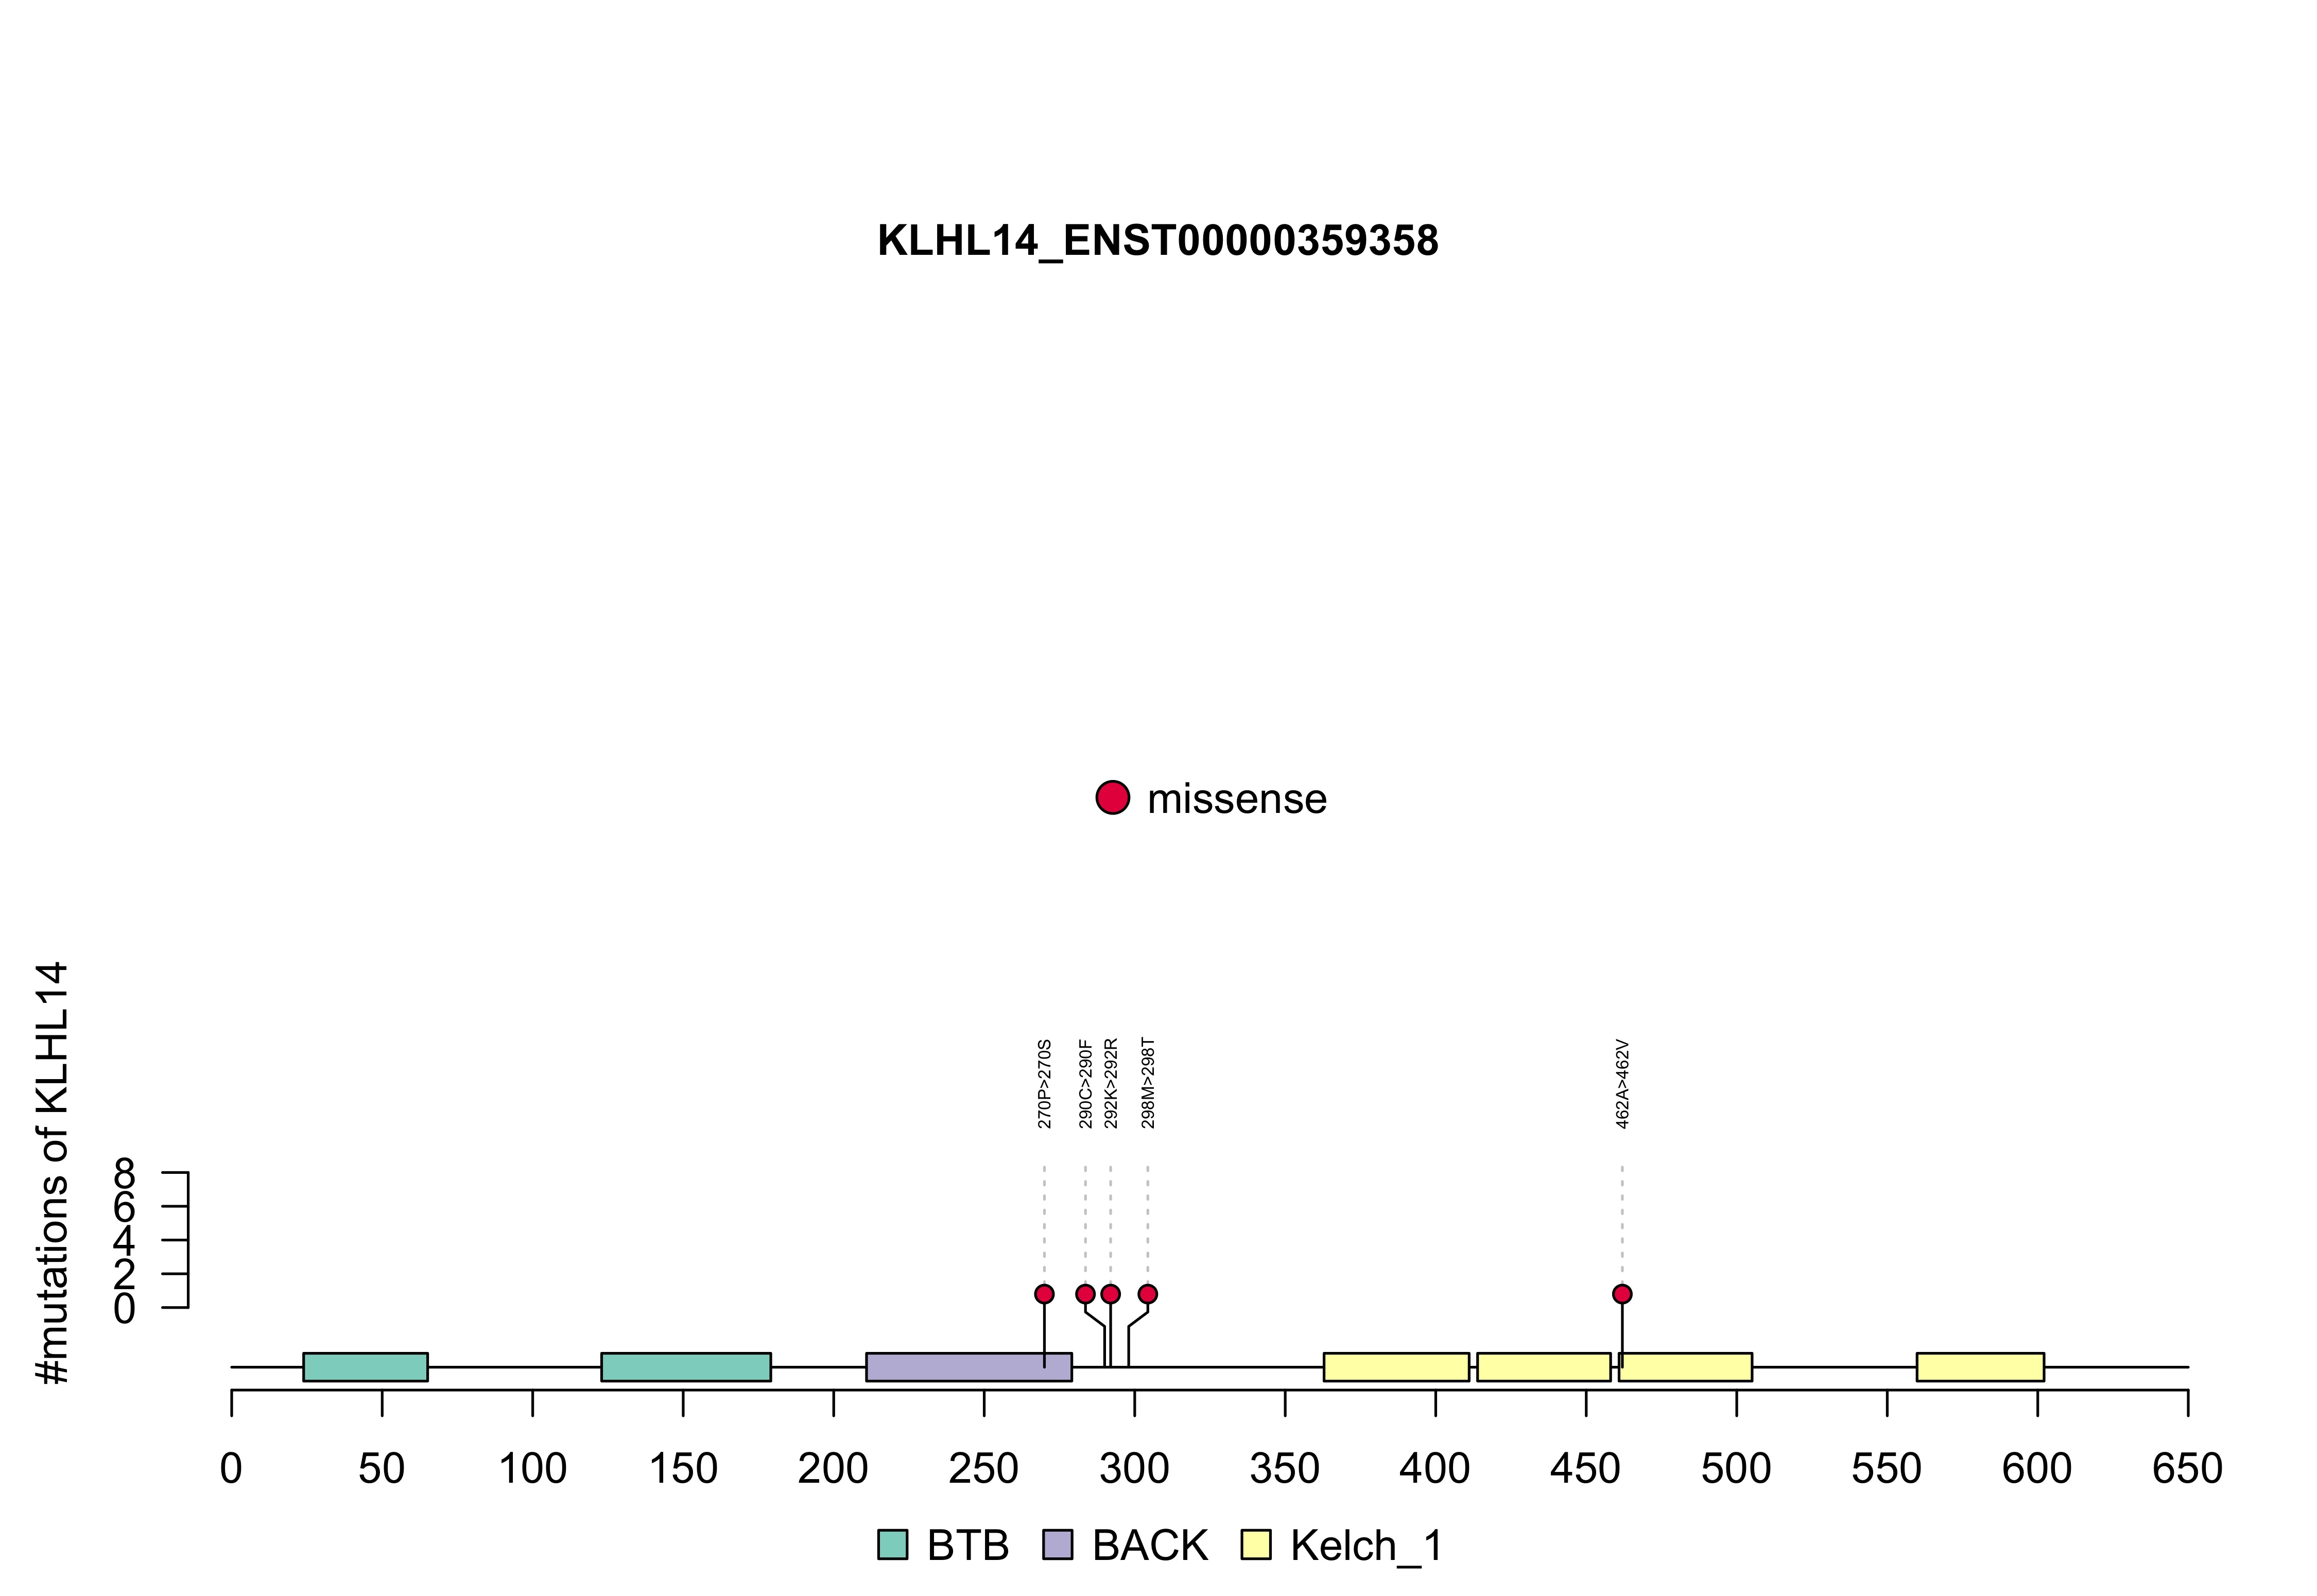 KLHL14_ENST00000359358
missense
#mutations of KLHL14
270P>270S
290C>290F
292K>292R
298M>298T
462A>462V
8
6
4
2
0
0 50 100 150 200 250 300 350 400 450 500 550 600 650
BTB BACK Kelch_1